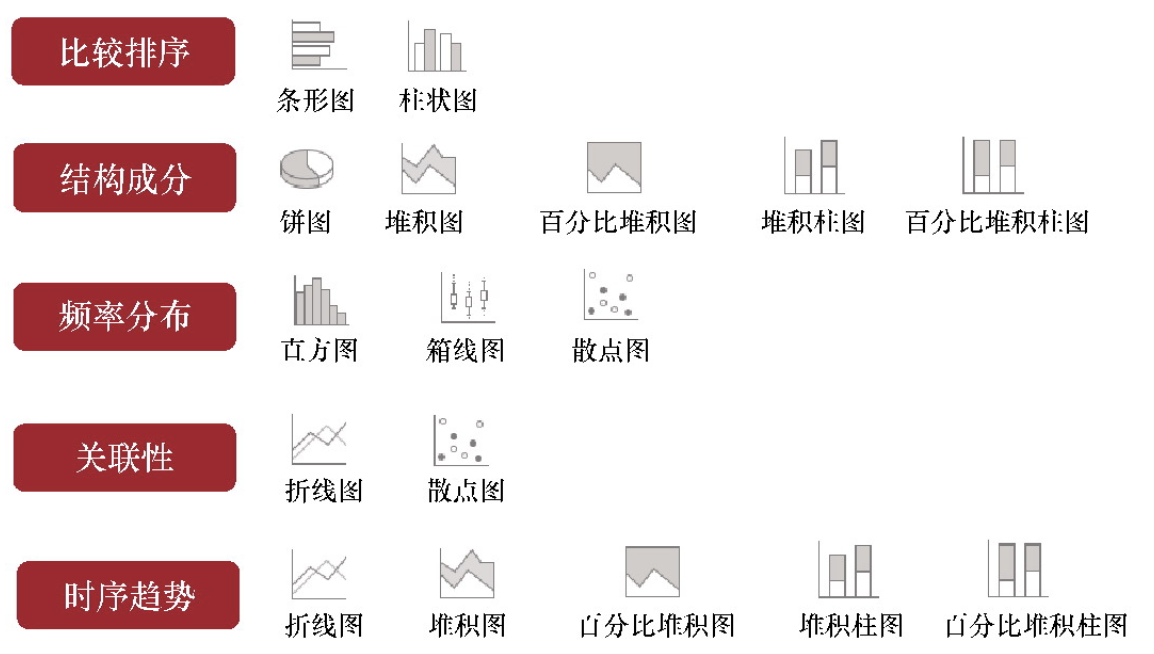 比较排序
条形图 柱状图
结构成分
饼图 堆积图 百分比堆积图 堆积柱图 百分比堆积柱图
频率分布
直方图 箱线图 散点图
关联性
折线图 散点图
时序趋势
折线图 堆积图 百分比堆积图 堆积柱图 百分比堆积柱图